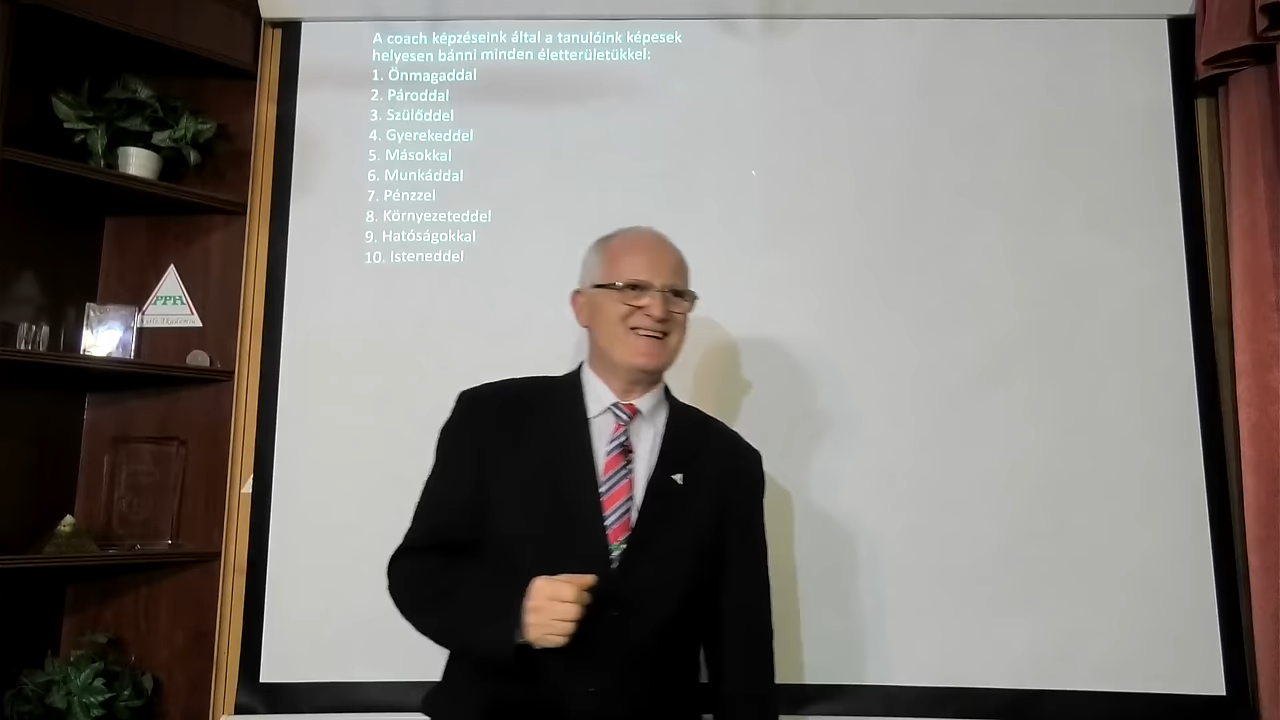 A coach képzéseink által a tanulóink képesek
helyesen bánni minden életterületükkel:
1. Önmagaddal
2. Pároddal
3. Szülőddel
4. Gyerekeddel
5. Másokkal
6. Munkáddal
7. Pénzzel
8. Környezeteddel
9. Hatóságokkal
10. Isteneddel
PPH